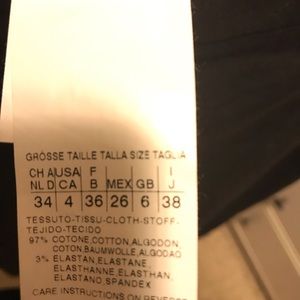 GRÖSSE TAILLE TALLA SIZE TAGLIA
CH AUSA F I
NL D CA B MEX GB J
34 4 36 26 6 38
TESSUTO-TISSU-CLOTH-STOFF-
TEJIDO-TECIDO
97% COTONE,COTTON,ALGODON
COTON,BAUMWOLLE,ALGODAO
3% ELASTAN,ELASTANE,
ELASTHANNE,ELASTHAN,
ELASTANO,SPANDEX
CARE INSTRUCTIONS ON REVERSE